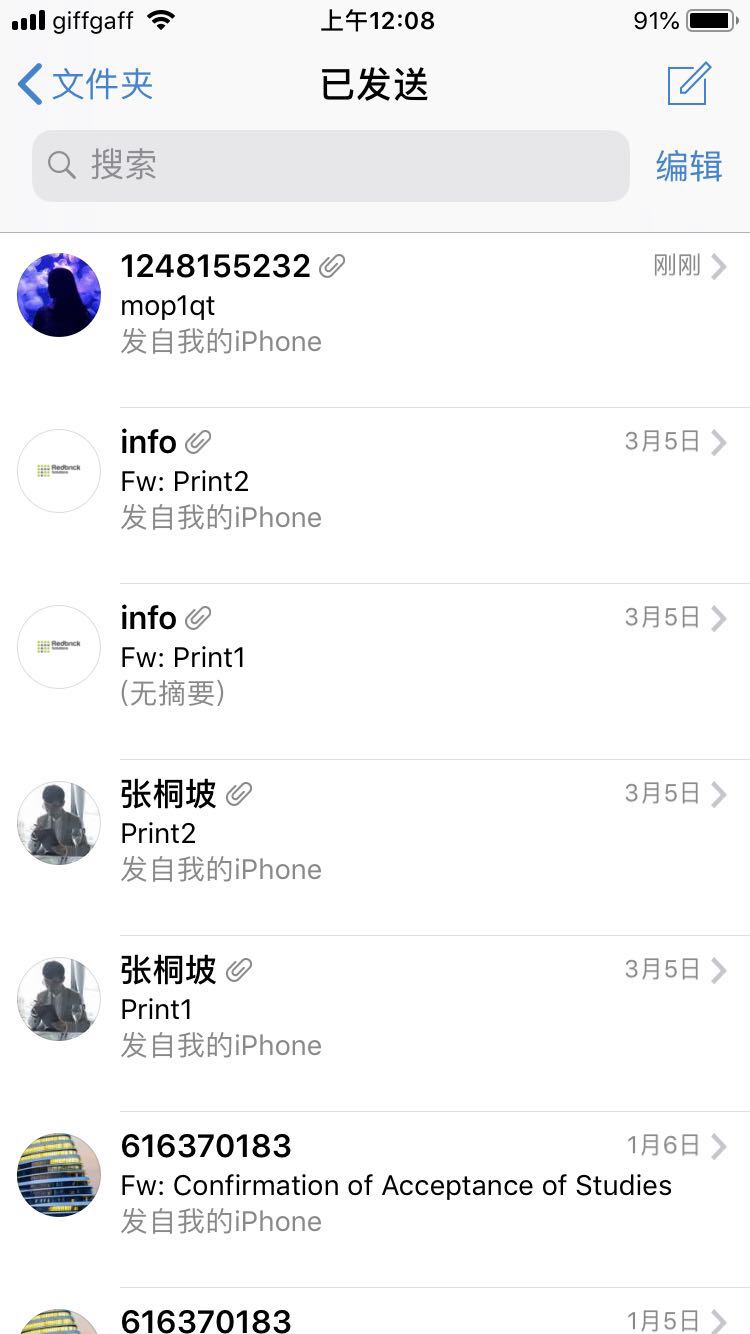 giffgaff 上午12:08 91%
文件夹 已发送
搜索 编辑
1248155232 刚刚
mop1qt
发自我的iPhone
Redbrick
Solutions
info 3月5日
Fw: Print2
发自我的iPhone
Redbrick
Solutions
info 3月5日
Fw: Print1
(无摘要)
张桐坡 3月5日
Print2
发自我的iPhone
张桐坡 3月5日
Print1
发自我的iPhone
616370183 1月6日
Fw: Confirmation of Acceptance of Studies
发自我的iPhone
616370183 1月5日